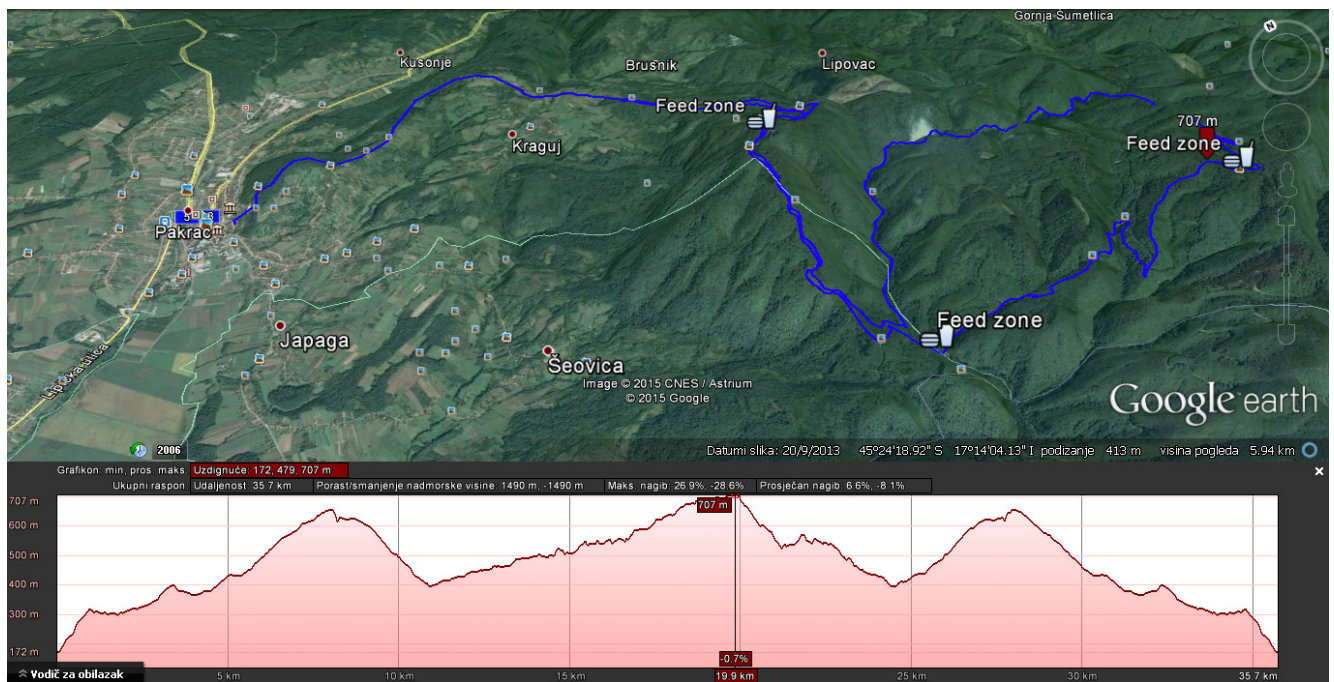 Gornja Šumetlica
N
Kusonje
Brusnik
Lipovac
Feed zone
707 m
Kraguj
Feed zone
5
3
Pakrac
Feed zone
Japaga
Šeovica
Lipička ulica
Image © 2015 CNES / Astrium
© 2015 Google
Google earth
2006
Datumi slika: 20/9/2013 45°24'18.92" S 17°14'04.13" I podizanje 413 m visina pogleda 5.94 km
Grafikon: min, pros. maks. Uzdignuće: 172, 479, 707 m
Ukupni raspon: Udaljenost: 35.7 km Porast/smanjenje nadmorske visine: 1490 m, -1490 m Maks. nagib: 26.9%, -28.6% Prosječan nagib: 6.6%, -8.1%
707 m
707 m
600 m
500 m
400 m
300 m
172 m
-0.7%
Vodič za obilazak
5 km 10 km 15 km 19.9 km 25 km 30 km 35.7 km